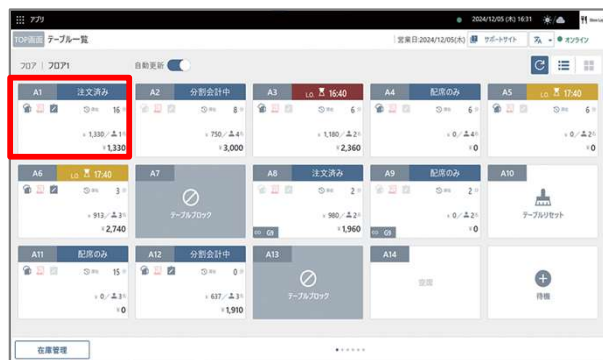 アプリ
2024/12/05 (木) 16:31
TOP画面 テーブル一覧
営業日:2024/12/05(木) サポートサイト オンライン
フロア | フロア1 自動更新
A1 注文済み
16
¥ 1,330/ 1
¥1,330
A2 分割会計中
8
¥ 750/ 4
¥3,000
A3 L.O. 16:40
6
¥ 1,180/ 2
¥2,360
A4 配席のみ
6
¥ 0/ 4
¥0
A5 L.O. 17:40
6
¥ 0/ 2
¥0
A6 L.O. 17:40
3
¥ 913/ 3
¥2,740
A7
テーブルブロック
A8 注文済み
2
¥ 980/ 2
G9 ¥1,960
A9 配席のみ
2
¥ 0/ 2
G9 ¥0
A10
テーブルリセット
A11 配席のみ
15
¥ 0/ 3
¥0
A12 分割会計中
0
¥ 637/ 3
¥1,910
A13
テーブルブロック
A14
空席
待機
在庫管理